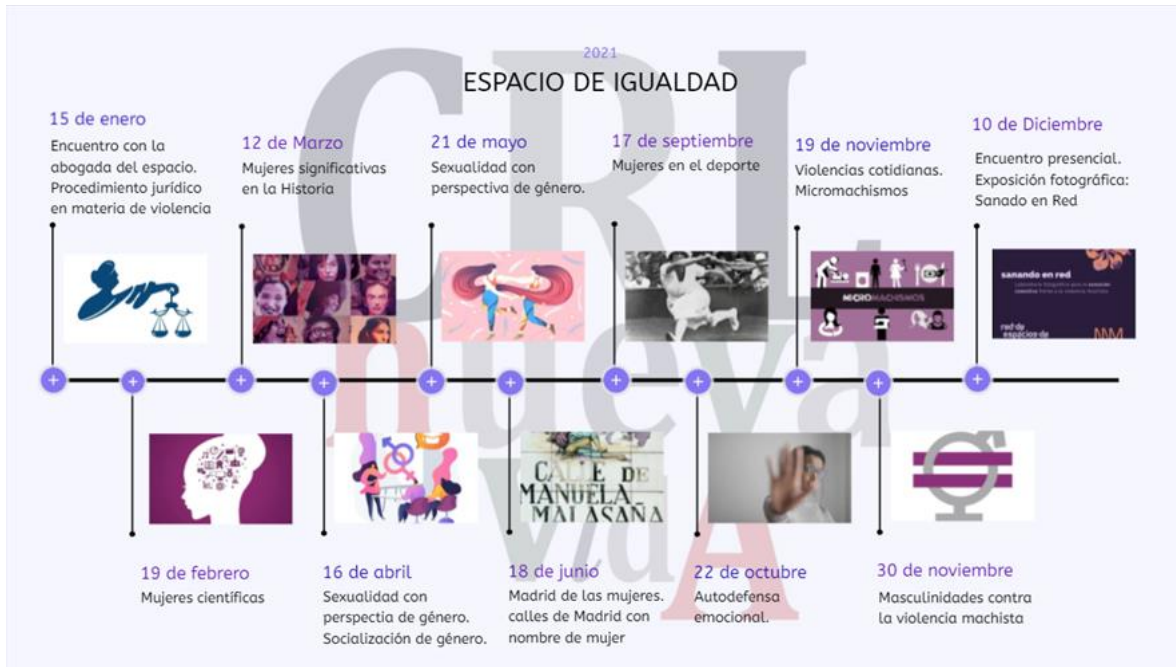 2021
ESPACIO DE IGUALDAD
15 de enero
Encuentro con la
abogada del espacio.
Procedimiento jurídico
en materia de violencia
12 de Marzo
Mujeres significativas
en la Historia
21 de mayo
Sexualidad con
perspectiva de género.
17 de septiembre
Mujeres en el deporte
19 de noviembre
Violencias cotidianas.
Micromachismos
10 de Diciembre
Encuentro presencial.
Exposición fotográfica:
Sanado en Red
MICROMACHISMOS
sanando en red
red de
espacios de
CALLE DE
MANUELA
MALASAÑA
19 de febrero
Mujeres científicas
16 de abril
Sexualidad con
perspectia de género.
Socialización de género.
18 de junio
Madrid de las mujeres.
calles de Madrid con
nombre de mujer
22 de octubre
Autodefensa
emocional.
30 de noviembre
Masculinidades contra
la violencia machista
CRL
nueva
vidA